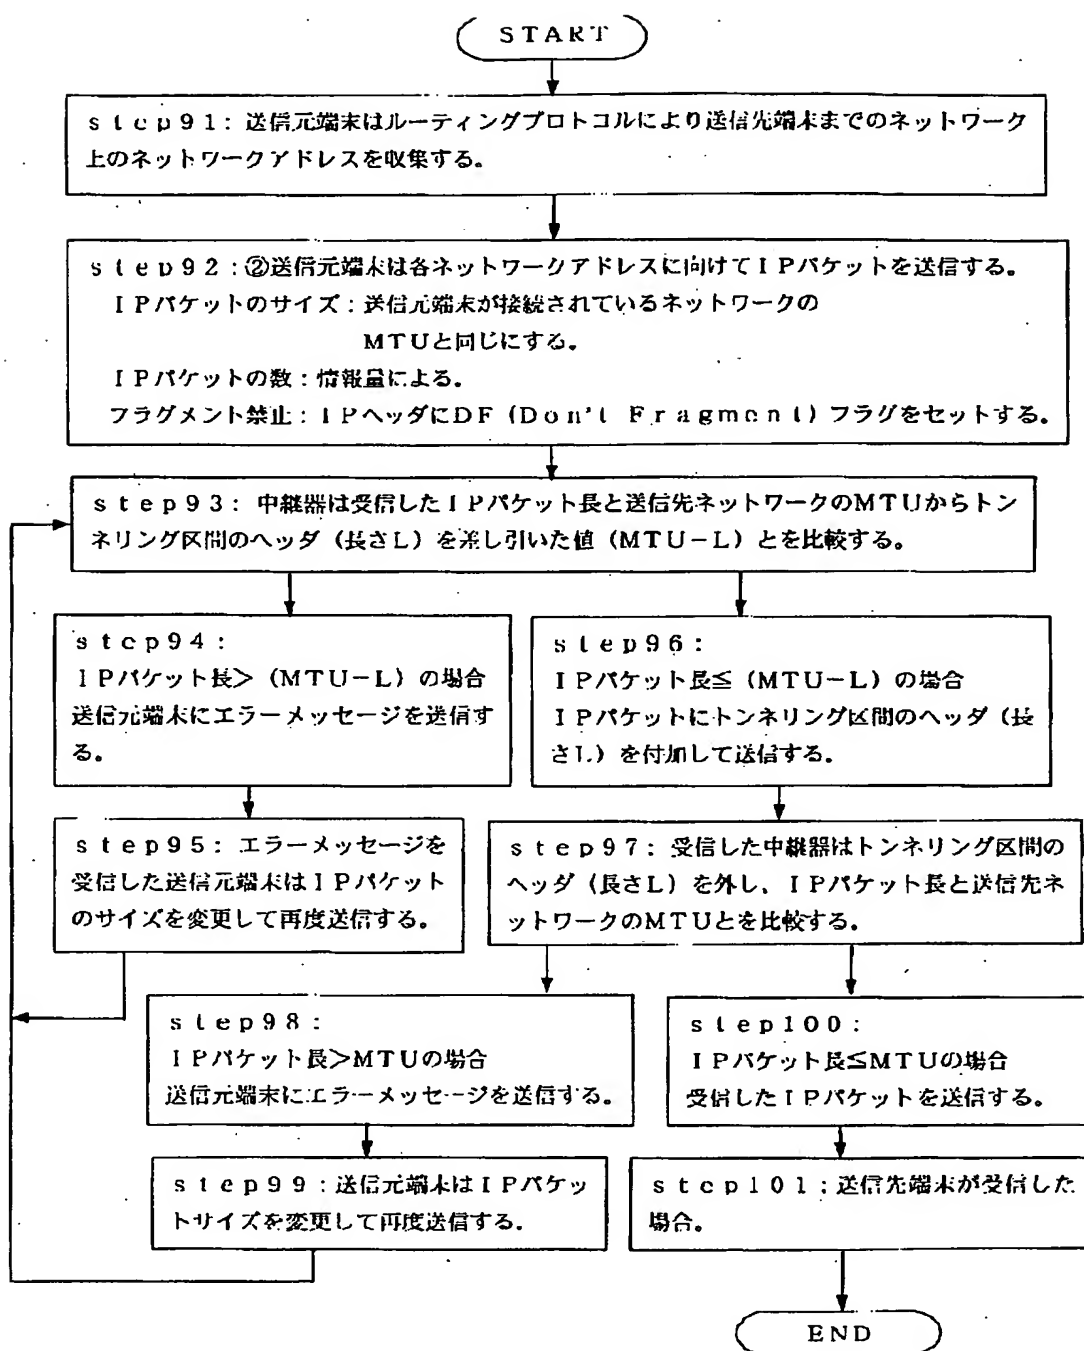 START
step91：送信元端末はルーティングプロトコルにより送信先端末までのネットワーク
上のネットワークアドレスを収集する。
step92：②送信元端末は各ネットワークアドレスに向けてIPパケットを送信する。
IPパケットのサイズ：送信元端末が接続されているネットワークの
MTUと同じにする。
IPパケットの数：情報量による。
フラグメント禁止：IPヘッダにDF（Don't Fragment）フラグをセットする。
step93：中継器は受信したIPパケット長と送信先ネットワークのMTUからトン
ネリング区間のヘッダ（長さL）を差し引いた値（MTU－L）とを比較する。
step94：
IPパケット長＞（MTU－L）の場合
送信元端末にエラーメッセージを送信す
る。
step96：
IPパケット長≦（MTU－L）の場合
IPパケットにトンネリング区間のヘッダ（長
さL）を付加して送信する。
step95：エラーメッセージを
受信した送信元端末はIPパケット
のサイズを変更して再度送信する。
step97：受信した中継器はトンネリング区間の
ヘッダ（長さL）を外し、IPパケット長と送信先ネ
ットワークのMTUとを比較する。
step98：
IPパケット長＞MTUの場合
送信元端末にエラーメッセージを送信する。
step100：
IPパケット長≦MTUの場合
受信したIPパケットを送信する。
step99：送信元端末はIPパケッ
トサイズを変更して再度送信する。
step101：送信先端末が受信した
場合。
END